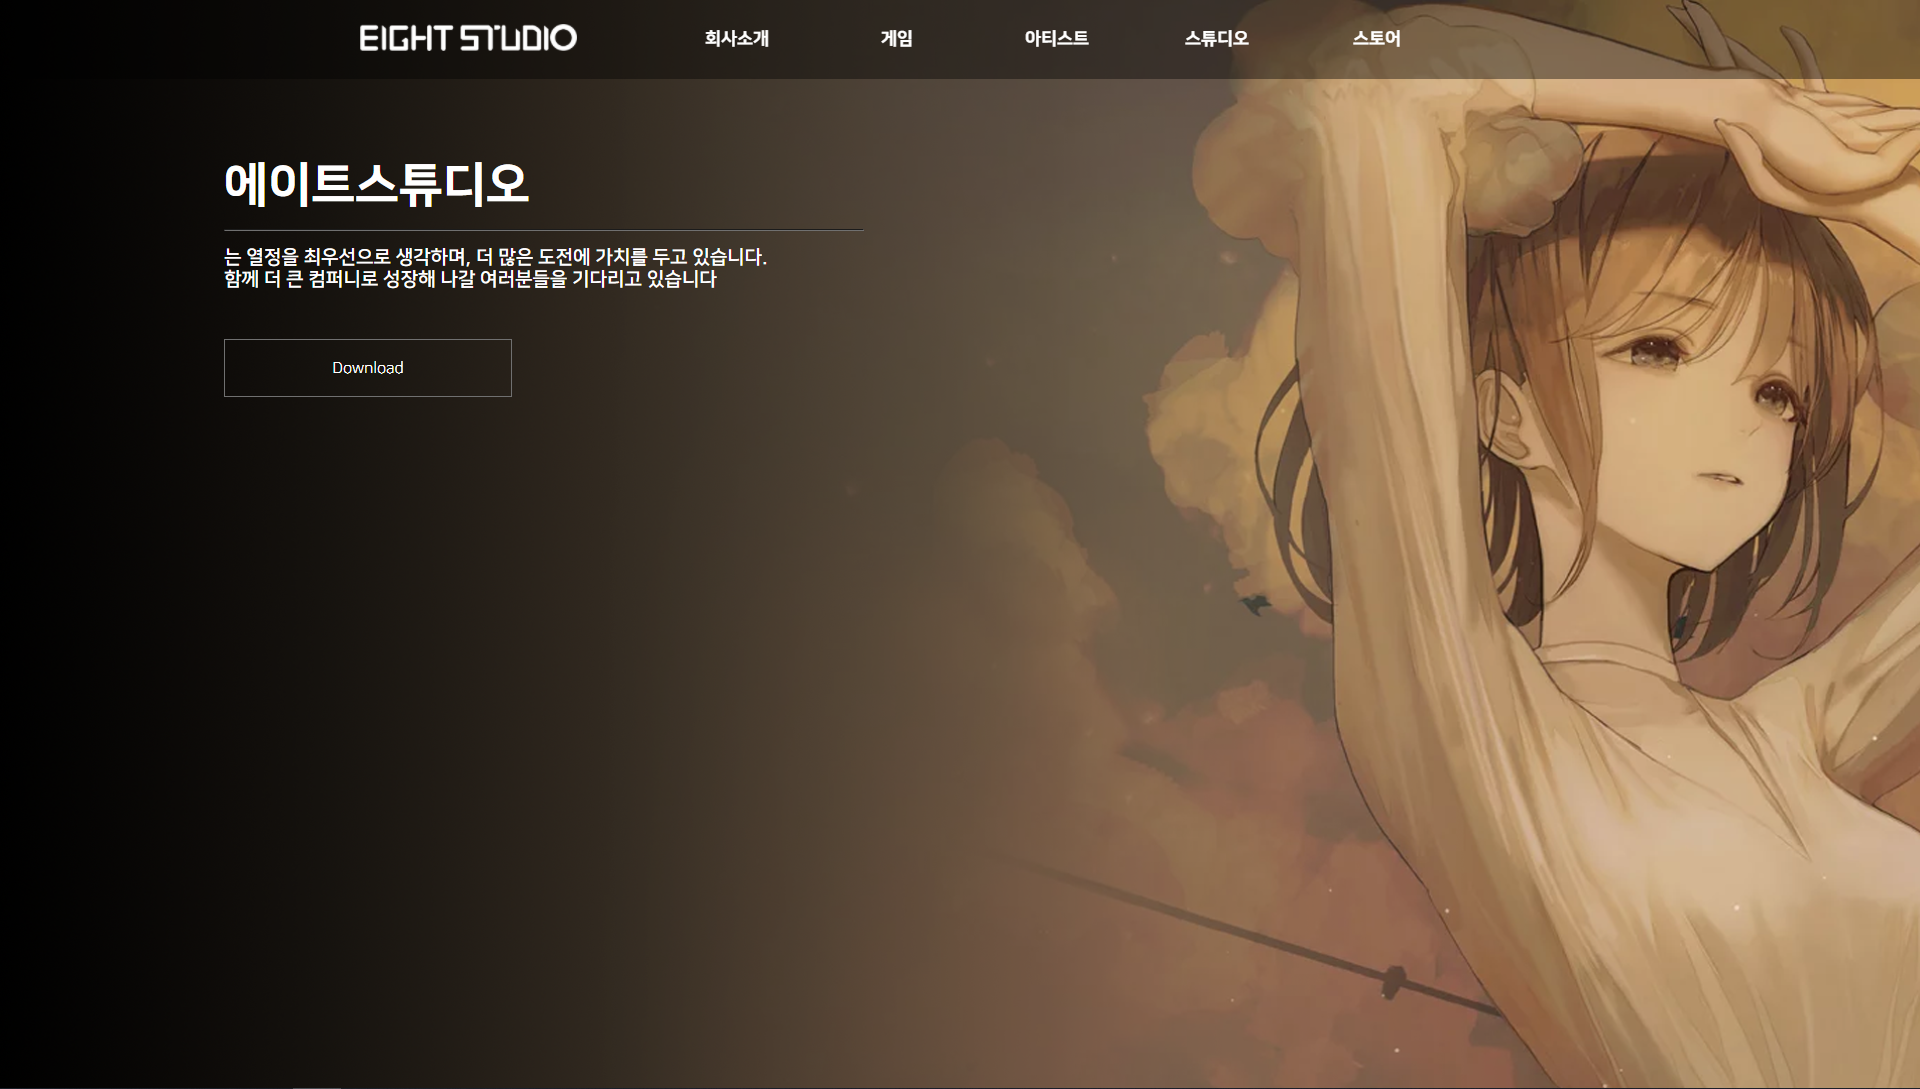 EIGHT STUDIO
회사소개
게임
아티스트
스튜디오
스토어
에이트스튜디오
는 열정을 최우선으로 생각하며, 더 많은 도전에 가치를 두고 있습니다.
함께 더 큰 컴퍼니로 성장해 나갈 여러분들을 기다리고 있습니다
Download